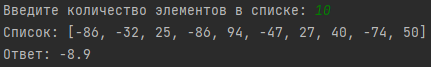 Введите количество элементов в списке: 10
Список: [-86, -32, 25, -86, 94, -47, 27, 40, -74, 50]
Ответ: -8.9